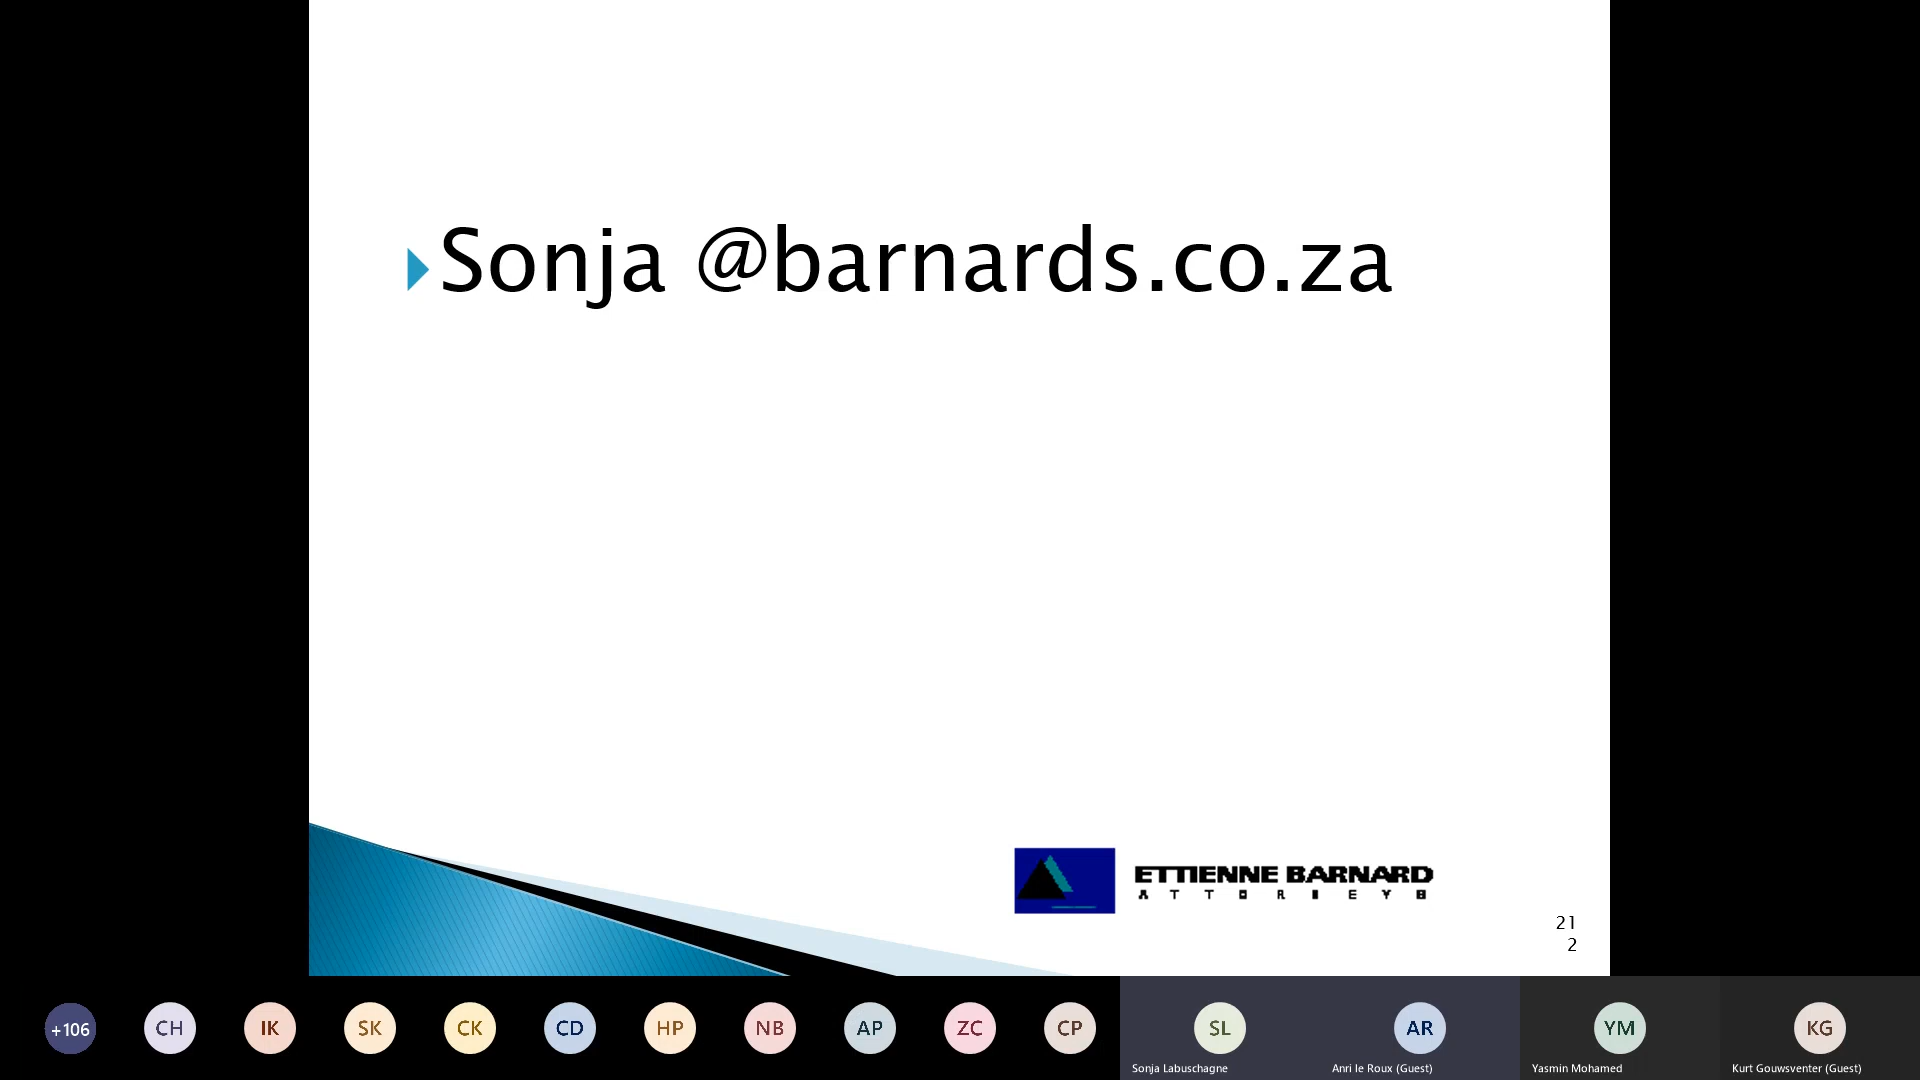 Sonja @barnards.co.za
ETTIENNE BARNARD
ATTORNEYS
21
2
+106
CH
IK
SK
CK
CD
HP
NB
AP
ZC
CP
SL
AR
YM
KG
Sonja Labuschagne
Anri le Roux (Guest)
Yasmin Mohamed
Kurt Gouwsventer (Guest)